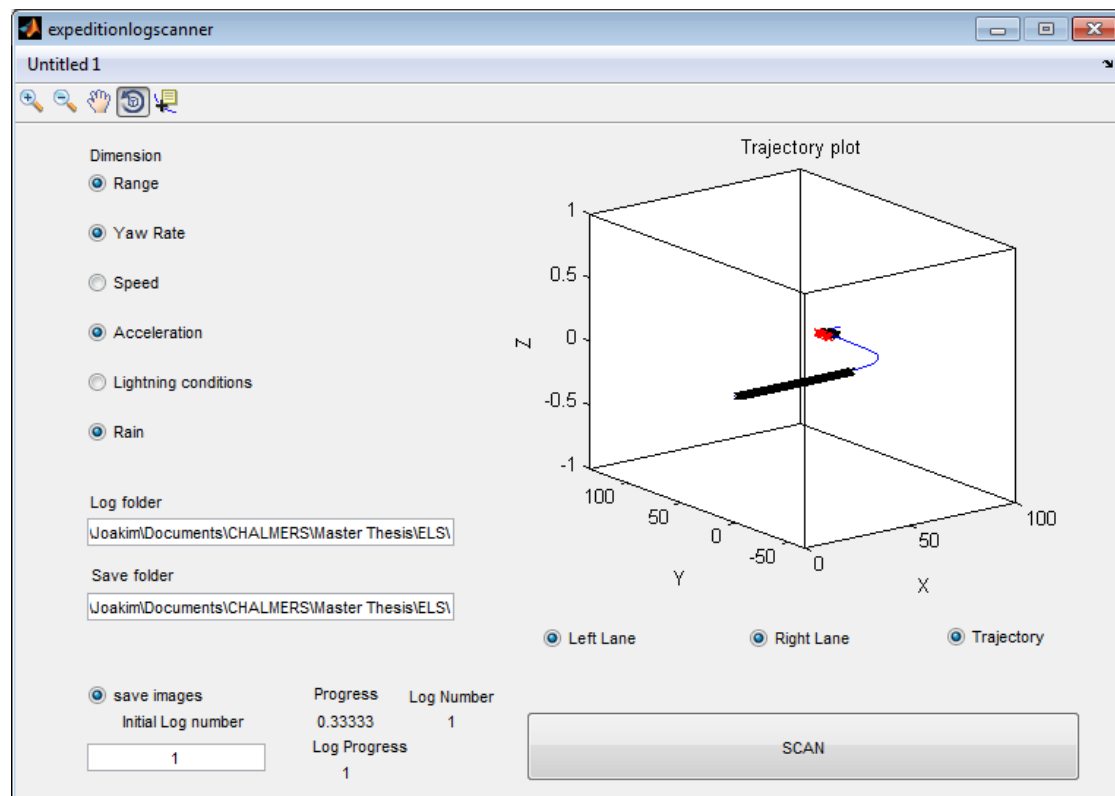 expeditionlogscanner
Untitled 1
Dimension
Range
Yaw Rate
Speed
Acceleration
Lightning conditions
Rain
Log folder
\Joakim\Documents\CHALMERS\Master Thesis\ELS\
Save folder
\Joakim\Documents\CHALMERS\Master Thesis\ELS\
save images
Initial Log number
1
Progress
0.33333
Log Progress
1
Log Number
1
Trajectory plot
1
0.5
0
-0.5
-1
Z
100
50
0
-50
Y
0
50
100
X
Left Lane
Right Lane
Trajectory
SCAN